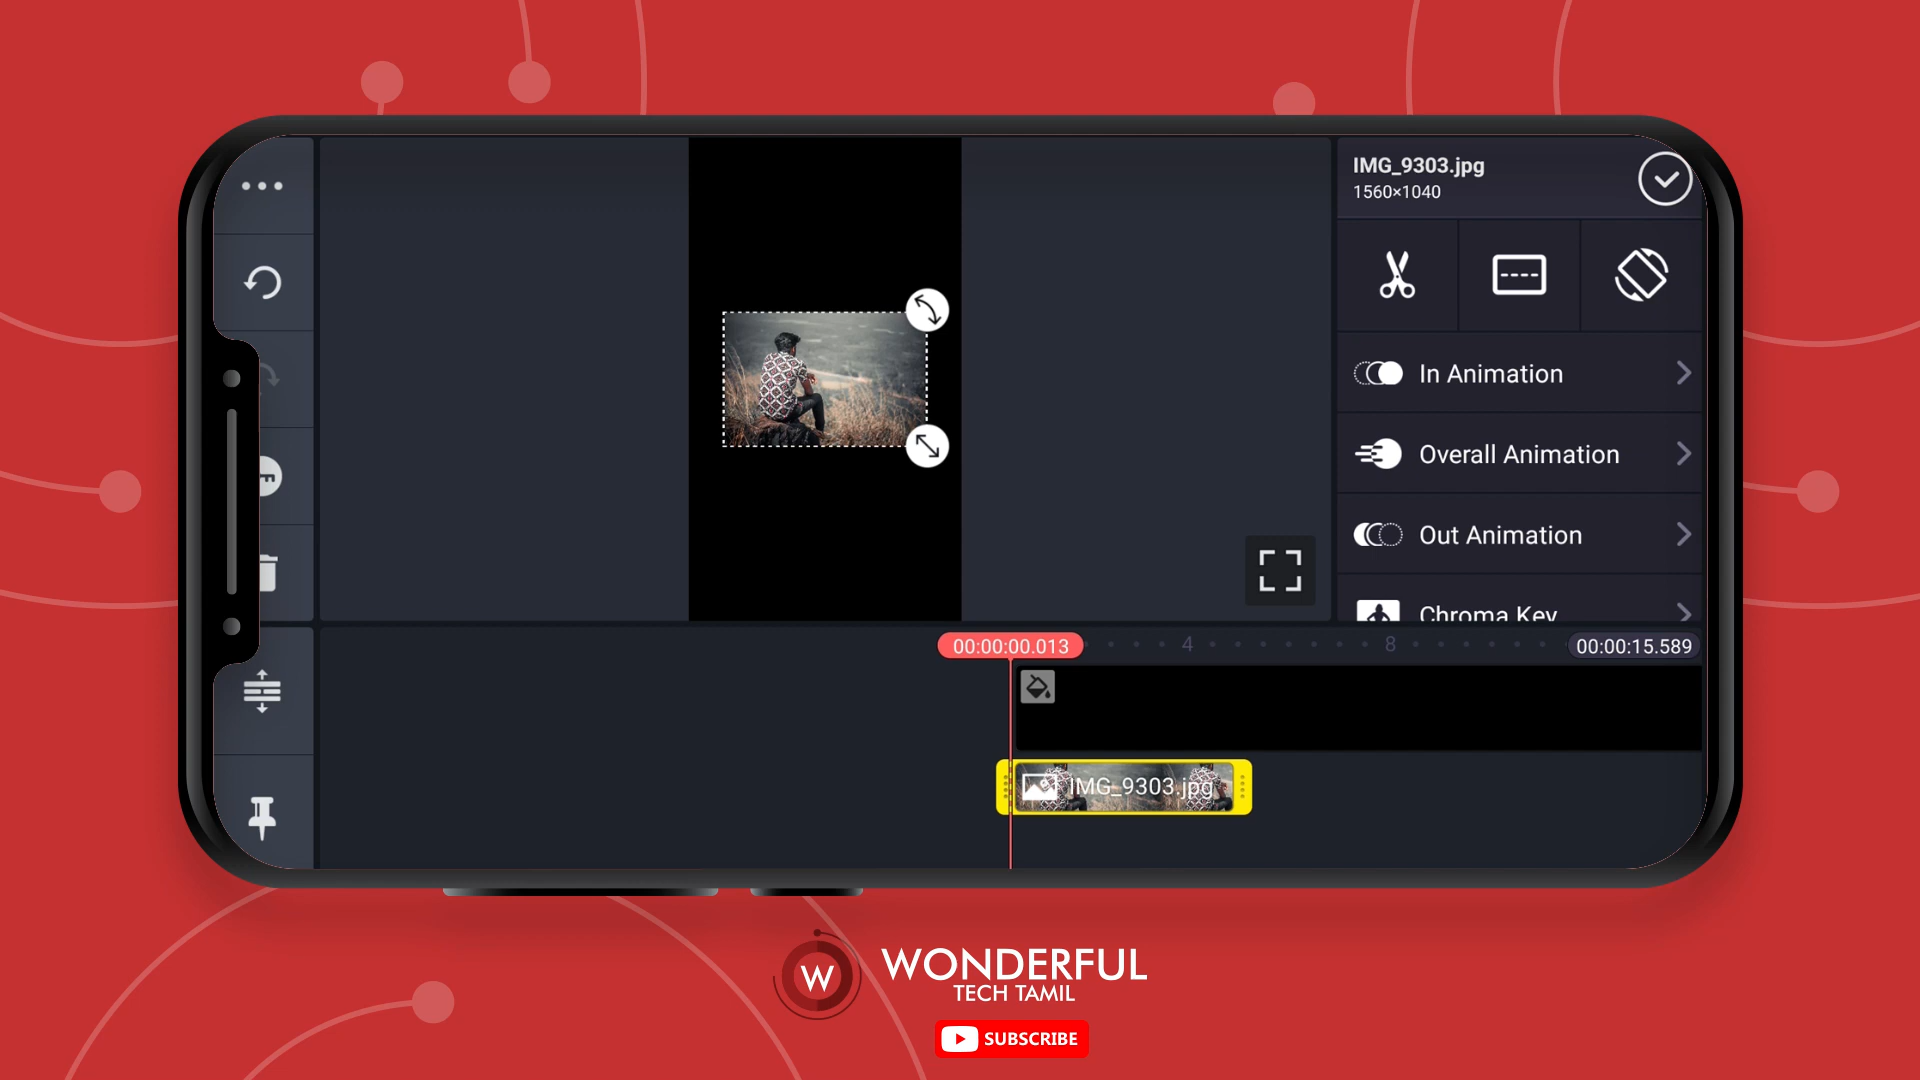 IMG_9303.jpg
1560×1040
In Animation
Overall Animation
Out Animation
Chroma Key
00:00:00.013
4
8
00:00:15.589
IMG_9303.jpg
W
WONDERFUL
TECH TAMIL
SUBSCRIBE